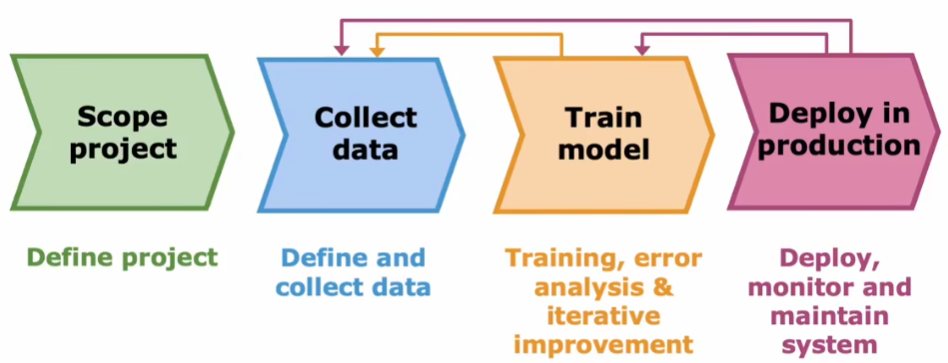 Scope
project
Collect
data
Train
model
Deploy in
production
Define project
Define and
collect data
Training, error
analysis &
iterative
improvement
Deploy,
monitor and
maintain
system